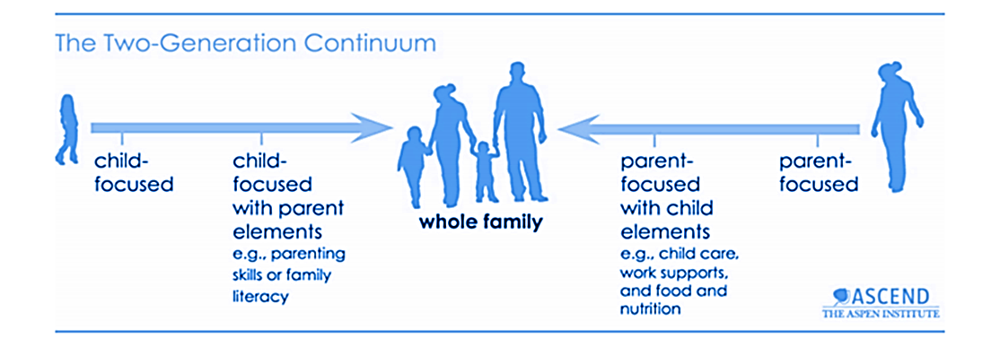 The Two-Generation Continuum
child-
focused
child-
focused
with parent
elements
e.g., parenting
skills or family
literacy
whole family
parent-
focused
with child
elements
e.g., child care,
work supports,
and food and
nutrition
parent-
focused
ASCEND
THE ASPEN INSTITUTE